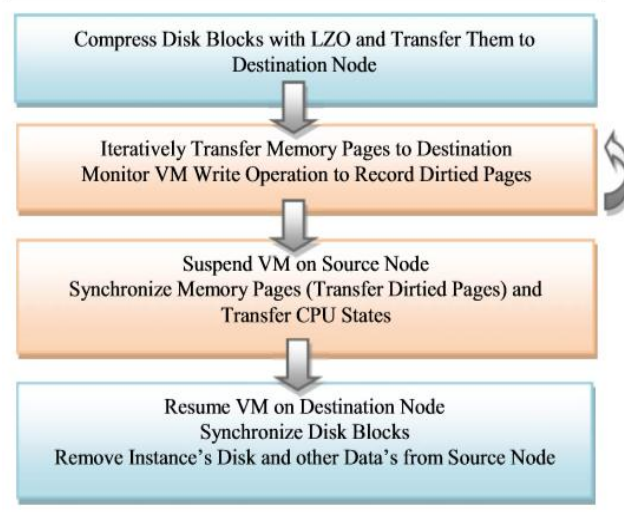 Compress Disk Blocks with LZO and Transfer Them to
Destination Node
Iteratively Transfer Memory Pages to Destination
Monitor VM Write Operation to Record Dirtied Pages
Suspend VM on Source Node
Synchronize Memory Pages (Transfer Dirtied Pages) and
Transfer CPU States
Resume VM on Destination Node
Synchronize Disk Blocks
Remove Instance's Disk and other Data's from Source Node